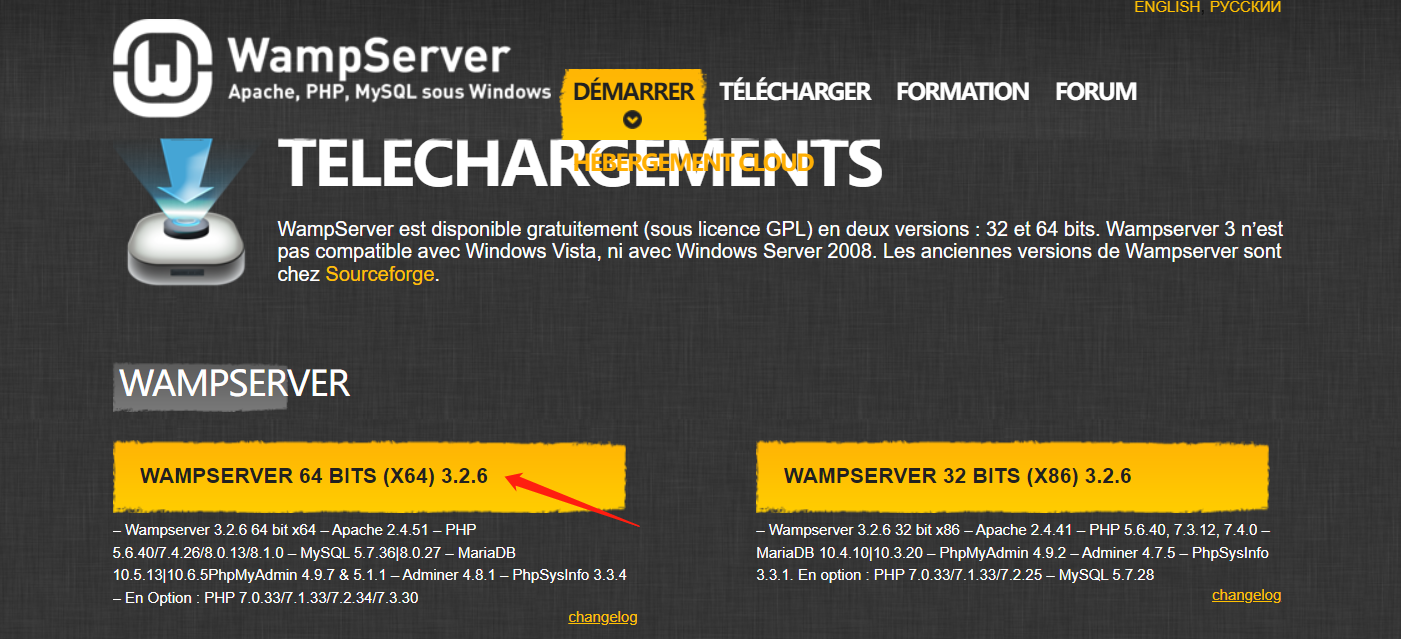 ENGLISH РУССКИЙ
WampServer
Apache, PHP, MySQL sous Windows
DÉMARRER TÉLÉCHARGER FORMATION FORUM
HÉBERGEMENT CLOUD
TELECHARGEMENTS
WampServer est disponible gratuitement (sous licence GPL) en deux versions : 32 et 64 bits. Wampserver 3 n’est
pas compatible avec Windows Vista, ni avec Windows Server 2008. Les anciennes versions de Wampserver sont
chez Sourceforge.
WAMPSERVER
WAMPSERVER 64 BITS (X64) 3.2.6
– Wampserver 3.2.6 64 bit x64 – Apache 2.4.51 – PHP
5.6.40/7.4.26/8.0.13/8.1.0 – MySQL 5.7.36|8.0.27 – MariaDB
10.5.13|10.6.5PhpMyAdmin 4.9.7 & 5.1.1 – Adminer 4.8.1 – PhpSysInfo 3.3.4
– En Option : PHP 7.0.33/7.1.33/7.2.34/7.3.30
changelog
WAMPSERVER 32 BITS (X86) 3.2.6
– Wampserver 3.2.6 32 bit x86 – Apache 2.4.41 – PHP 5.6.40, 7.3.12, 7.4.0 –
MariaDB 10.4.10|10.3.20 – PhpMyAdmin 4.9.2 – Adminer 4.7.5 – PhpSysInfo
3.3.1. En option : PHP 7.0.33/7.1.33/7.2.25 – MySQL 5.7.28
changelog